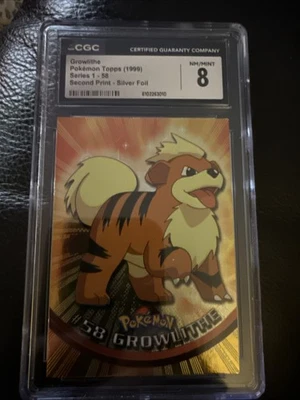 CGC
CERTIFIED GUARANTY COMPANY
Growlithe
Pokémon Topps (1999)
Series 1 - 58
Second Print - Silver Foil
NM/MINT
8
POKéMON
#58 GROWLITHE